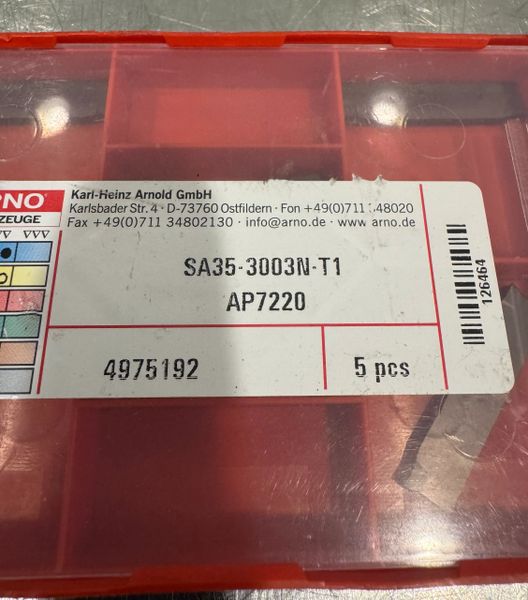 RNO
ZEUGE
Karl-Heinz Arnold GmbH
Karlsbader Str. 4 · D-73760 Ostfildern · Fon +49(0)711 48020
Fax +49(0)711 34802130 · info@arno.de · www arno.de
SA35-3003N-T1
AP7220
4975192
5 pcs
126464